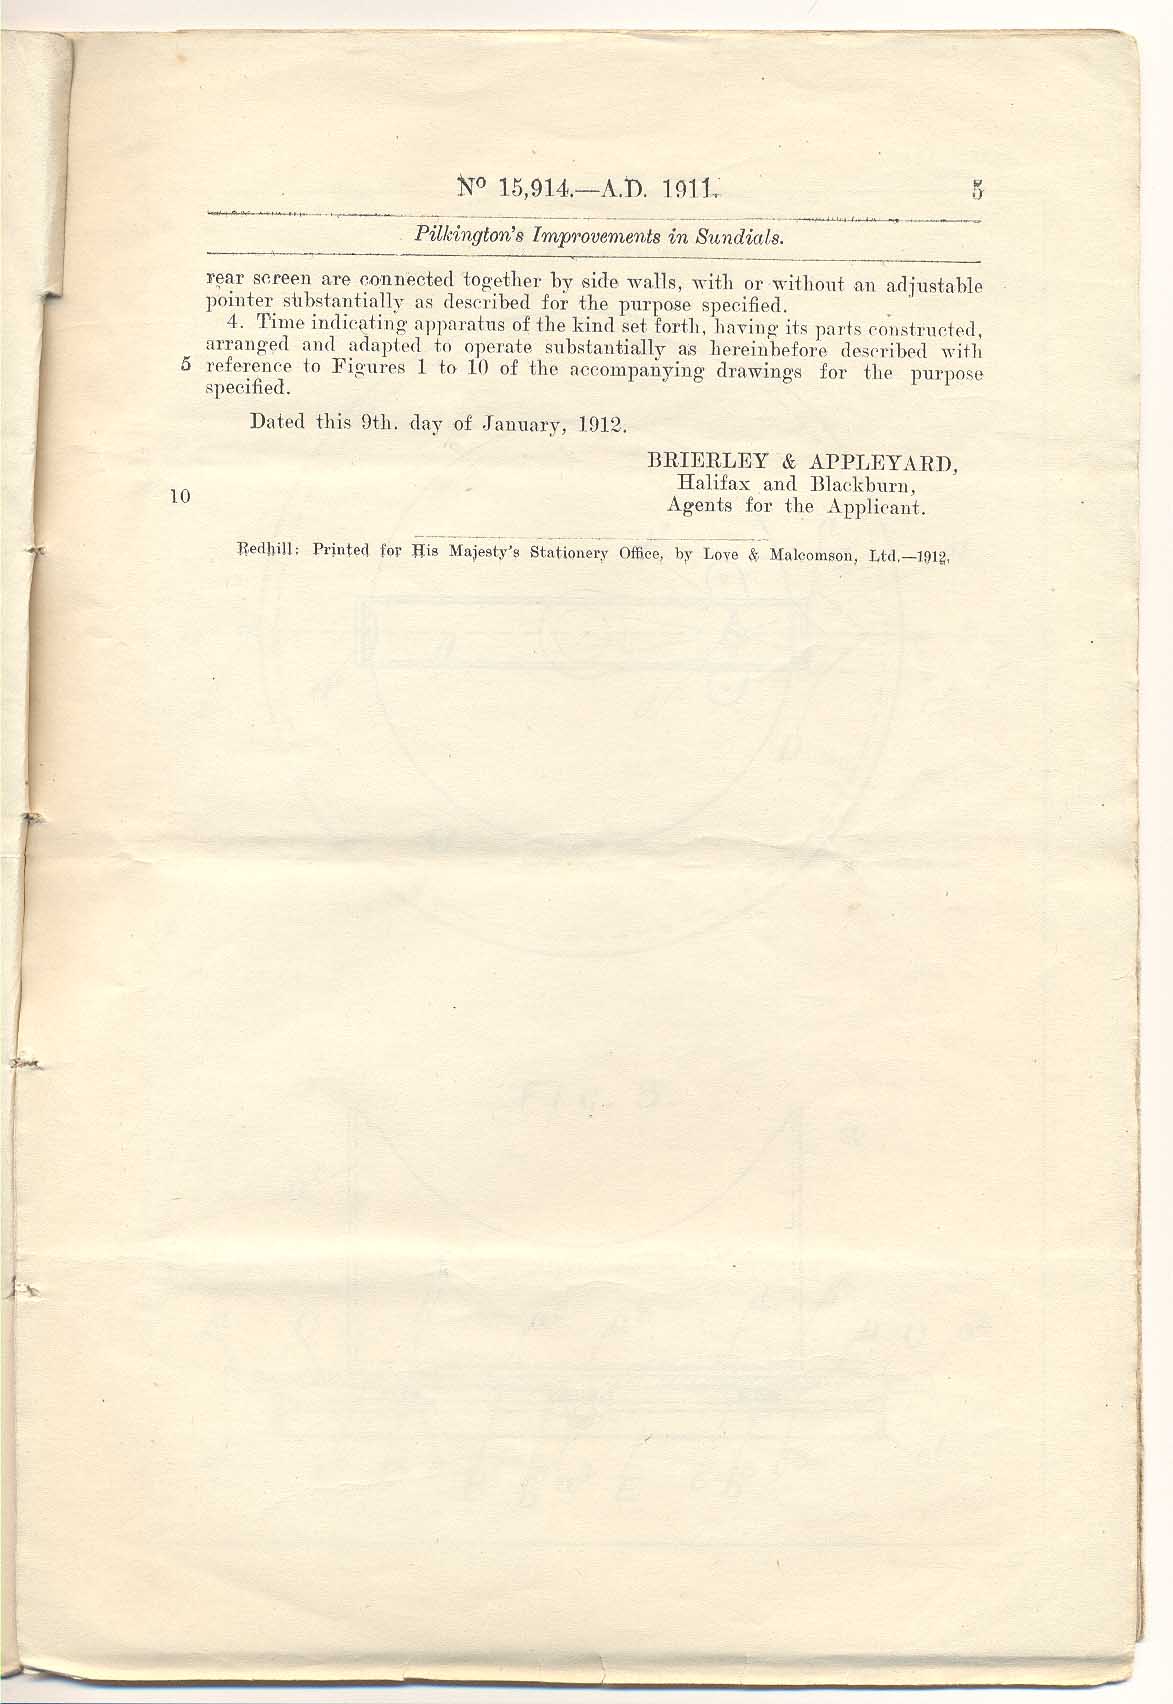 Nº 15,914.—A.D. 1911. 5
Pilkington's Improvements in Sundials.
rear screen are connected together by side walls, with or without an adjustable
pointer substantially as described for the purpose specified.
4. Time indicating apparatus of the kind set forth, having its parts constructed,
arranged and adapted to operate substantially as hereinbefore described with
5 reference to Figures 1 to 10 of the accompanying drawings for the purpose
specified.
Dated this 9th. day of January, 1912.
BRIERLEY & APPLEYARD,
Halifax and Blackburn,
10 Agents for the Applicant.
Redhill: Printed for His Majesty's Stationery Office, by Love & Malcomson, Ltd.—1912.